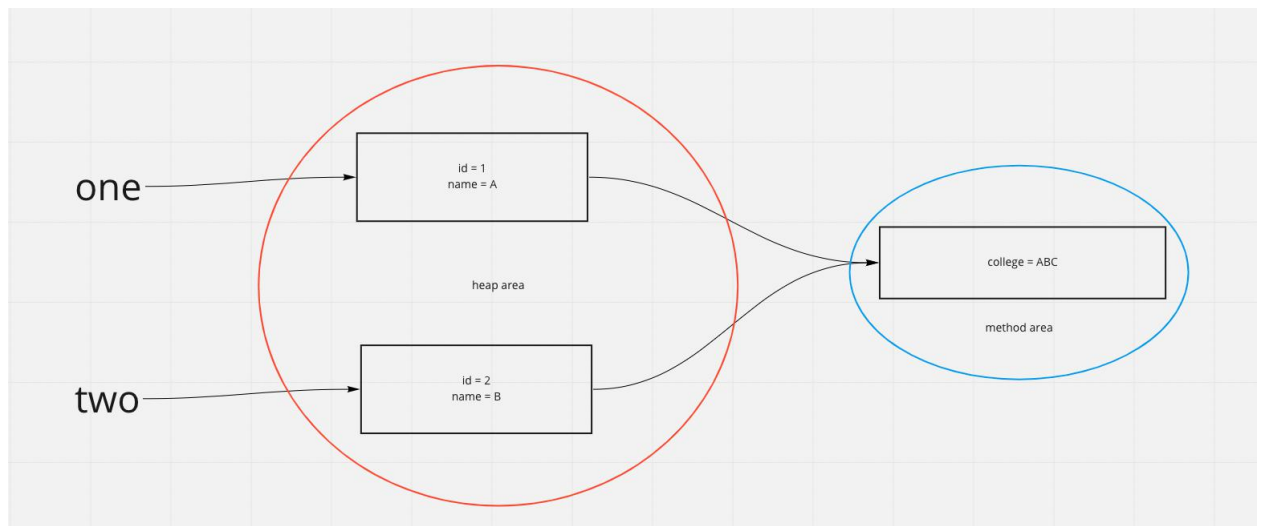 one
id = 1
name = A
heap area
college = ABC
method area
two
id = 2
name = B